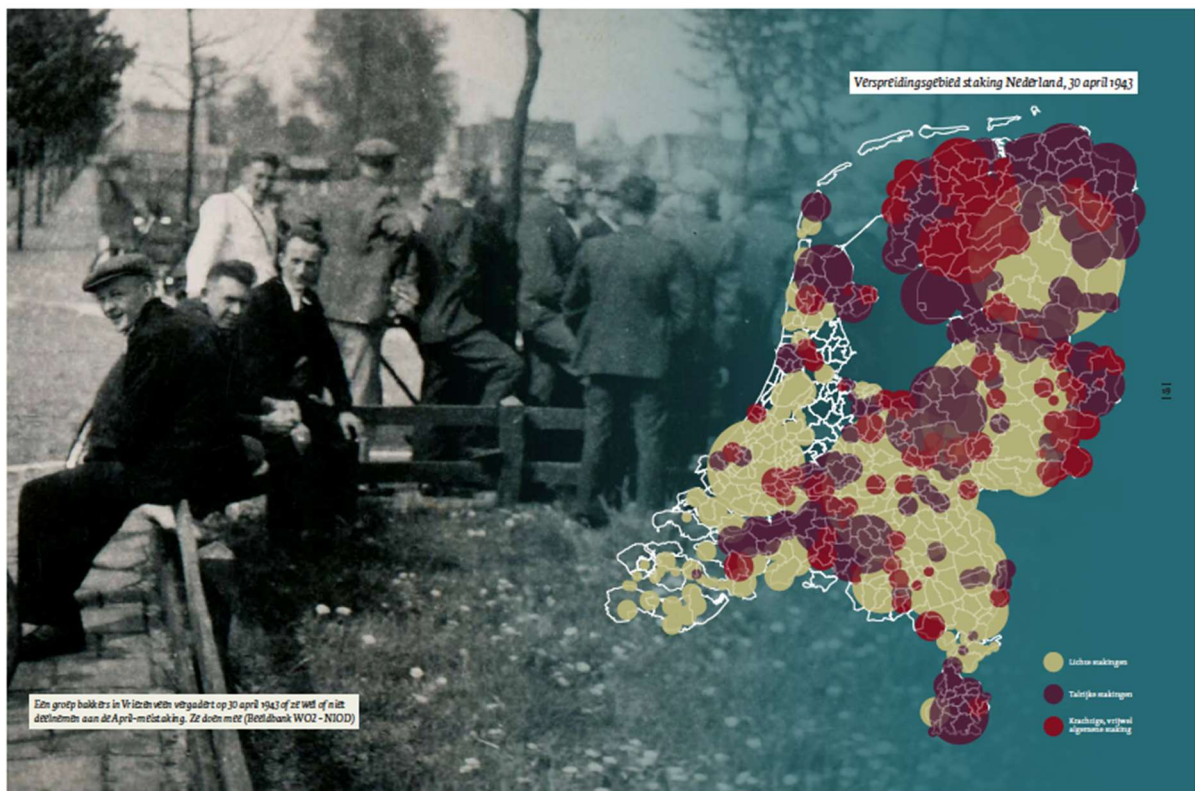 Verspreidingsgebied staking Nederland, 30 april 1943
151
Lichte stakingen
Talrijke stakingen
Krachtige, vrijwel
algemene staking
Een groep bakkers in Vriezenveen vergadert op 30 april 1943 of ze wel of niet
deelnemen aan de April-meistaking. Ze doen mee (Beeldbank WO2 - NIOD)